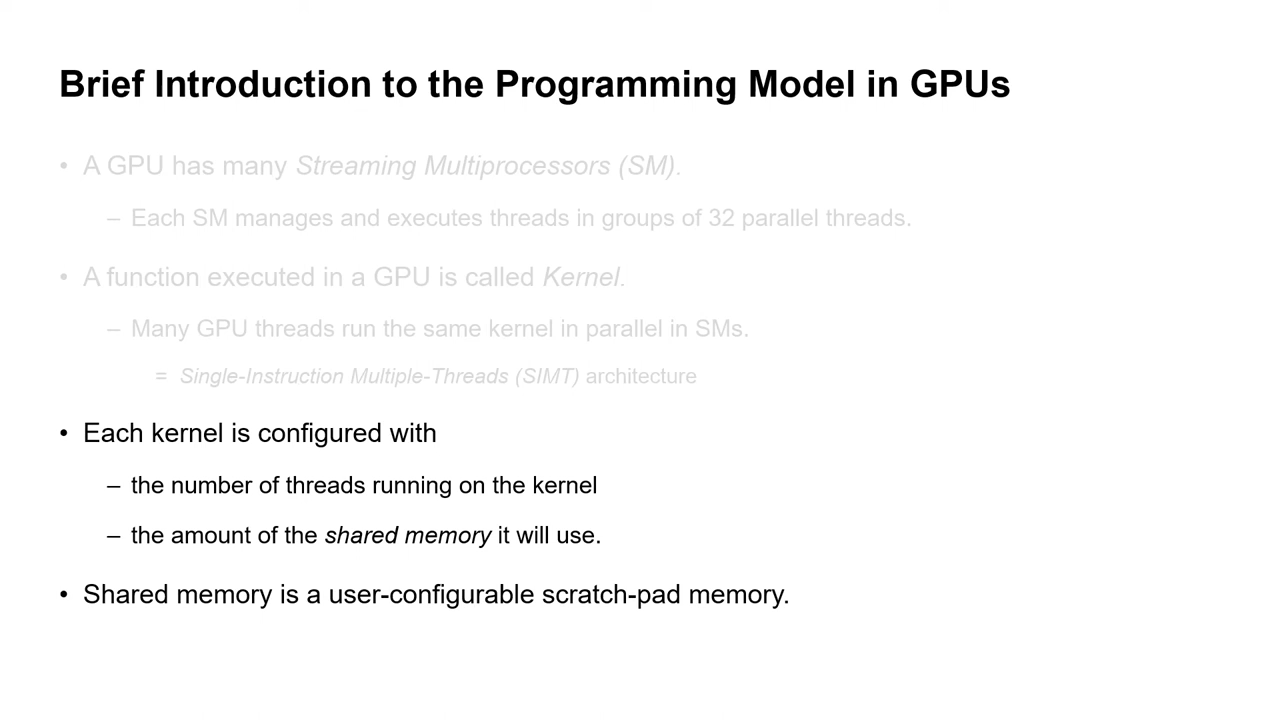 Brief Introduction to the Programming Model in GPUs
• A GPU has many Streaming Multiprocessors (SM).
– Each SM manages and executes threads in groups of 32 parallel threads.
• A function executed in a GPU is called Kernel.
– Many GPU threads run the same kernel in parallel in SMs.
= Single-Instruction Multiple-Threads (SIMT) architecture
• Each kernel is configured with
– the number of threads running on the kernel
– the amount of the shared memory it will use.
• Shared memory is a user-configurable scratch-pad memory.